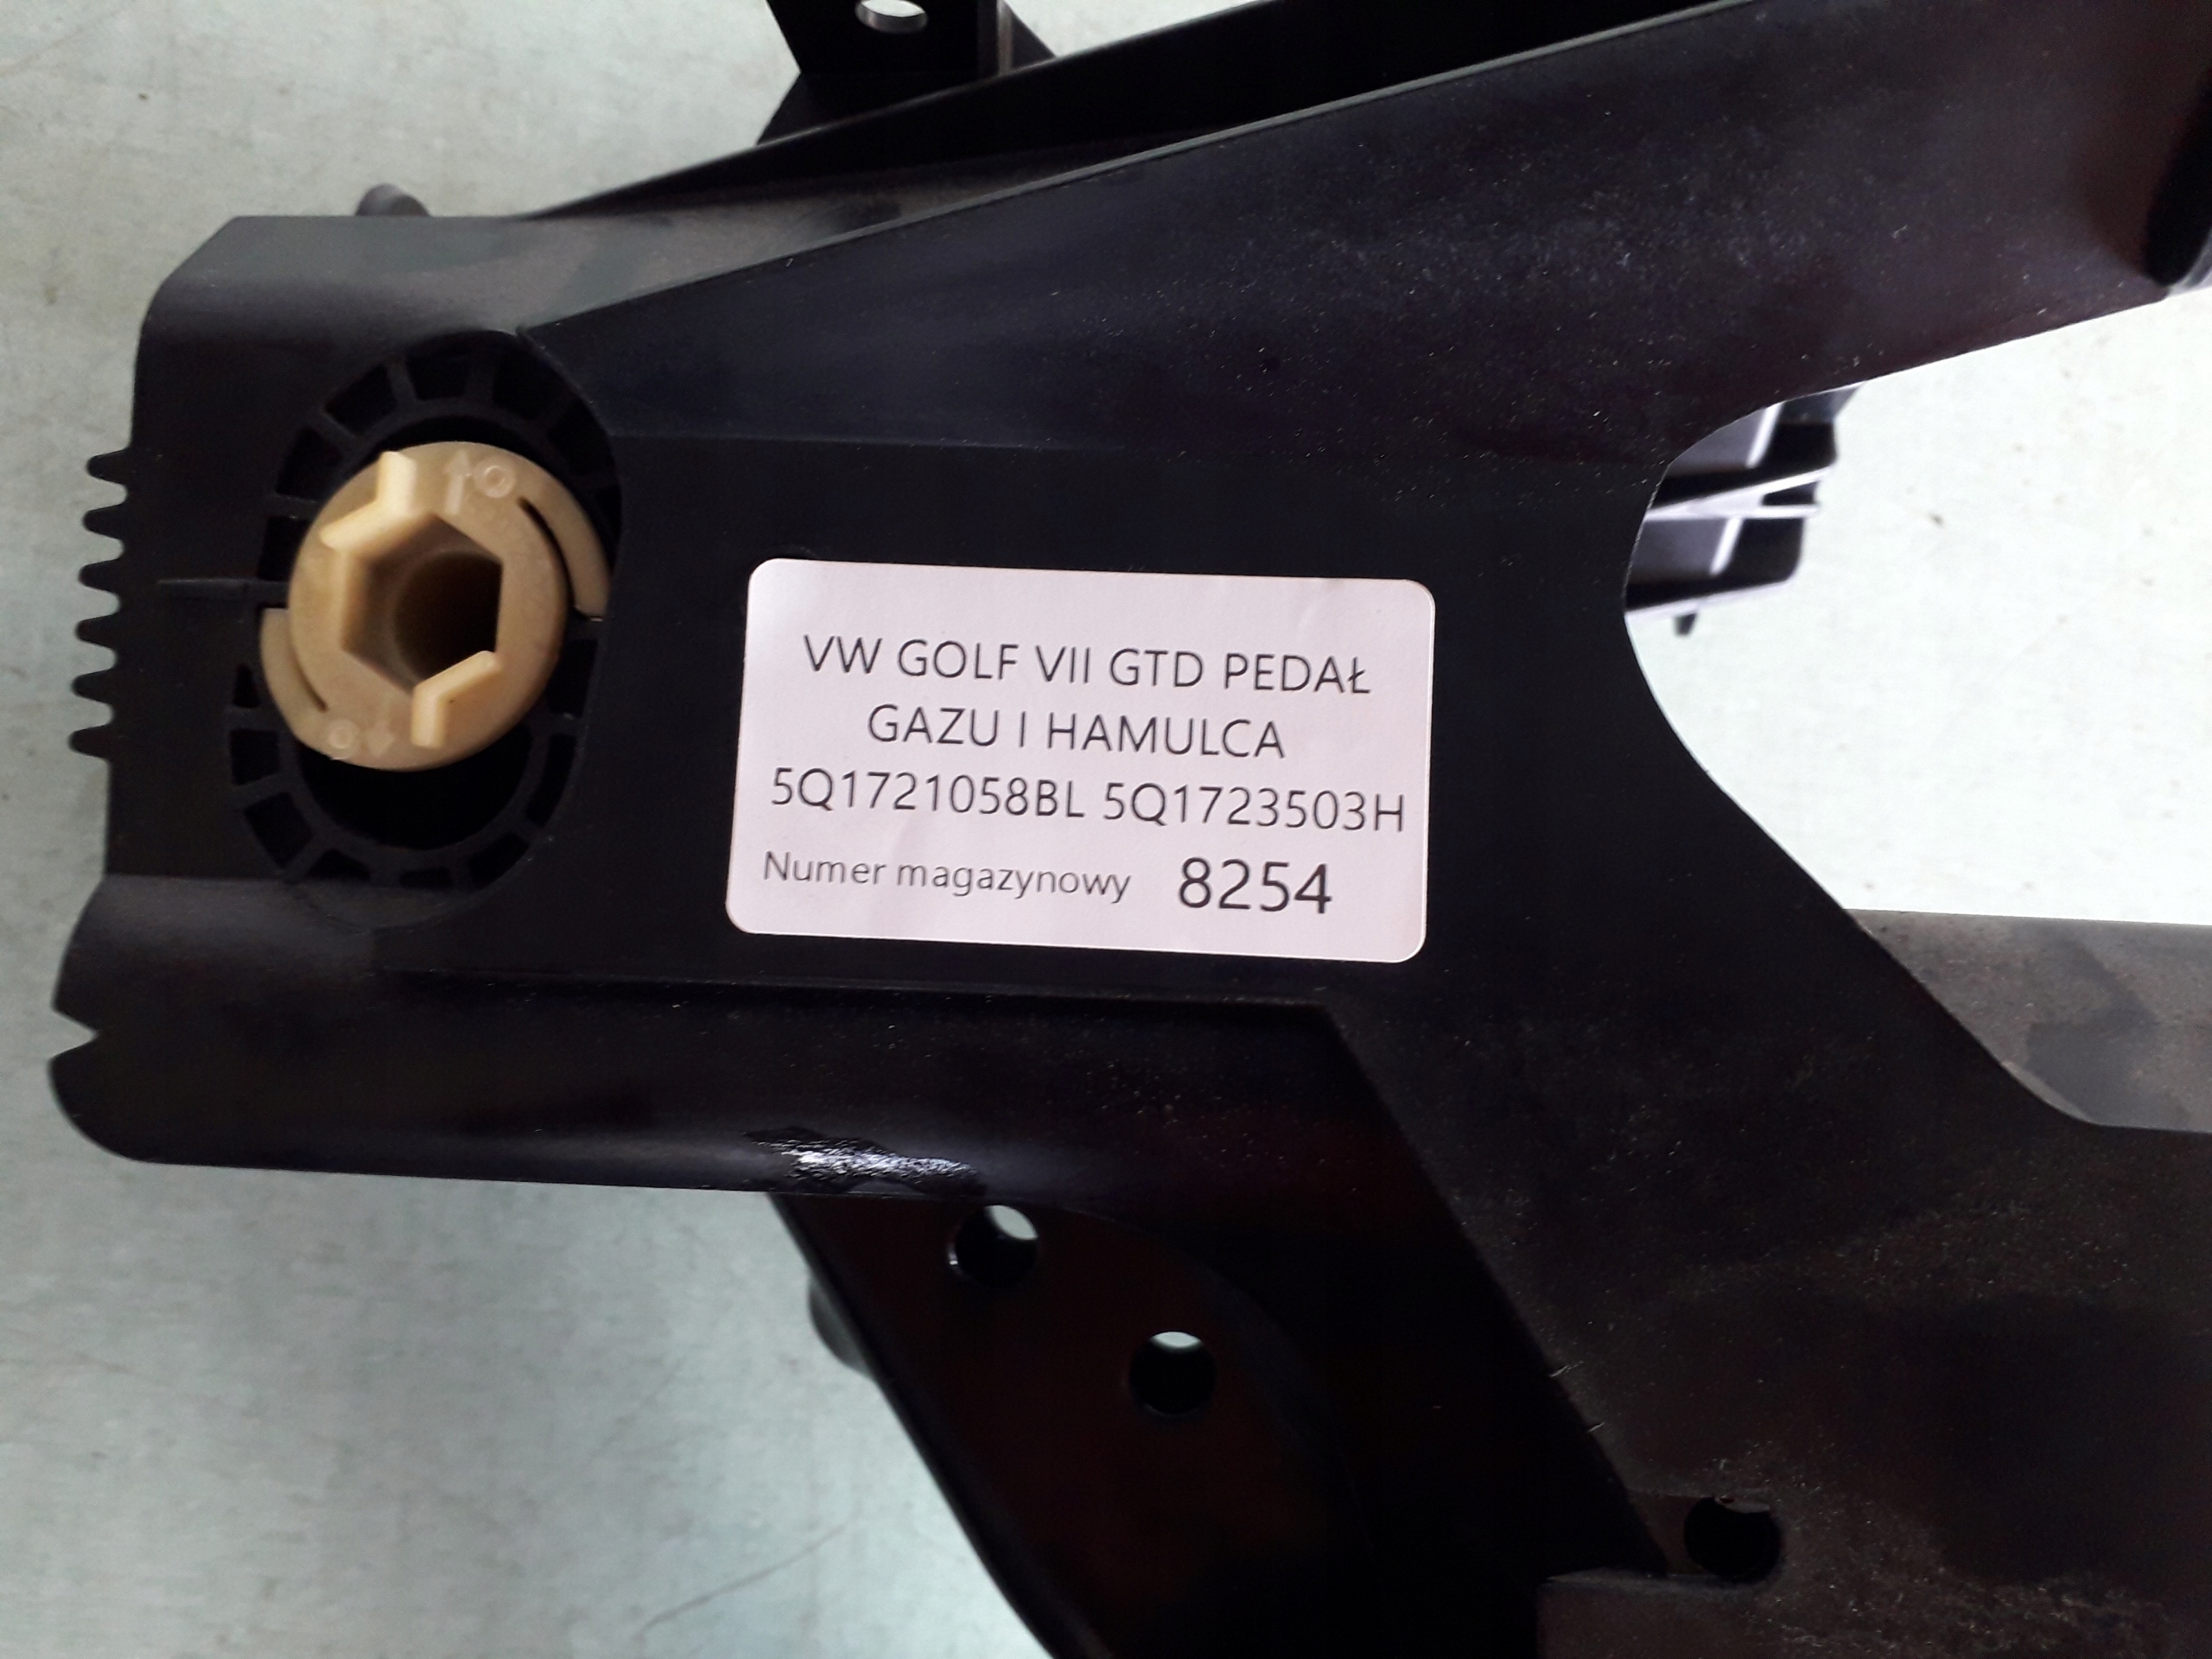 VW GOLF VII GTD PEDAŁ
GAZU I HAMULCA
5Q1721058BL 5Q1723503H
Numer magazynowy 8254